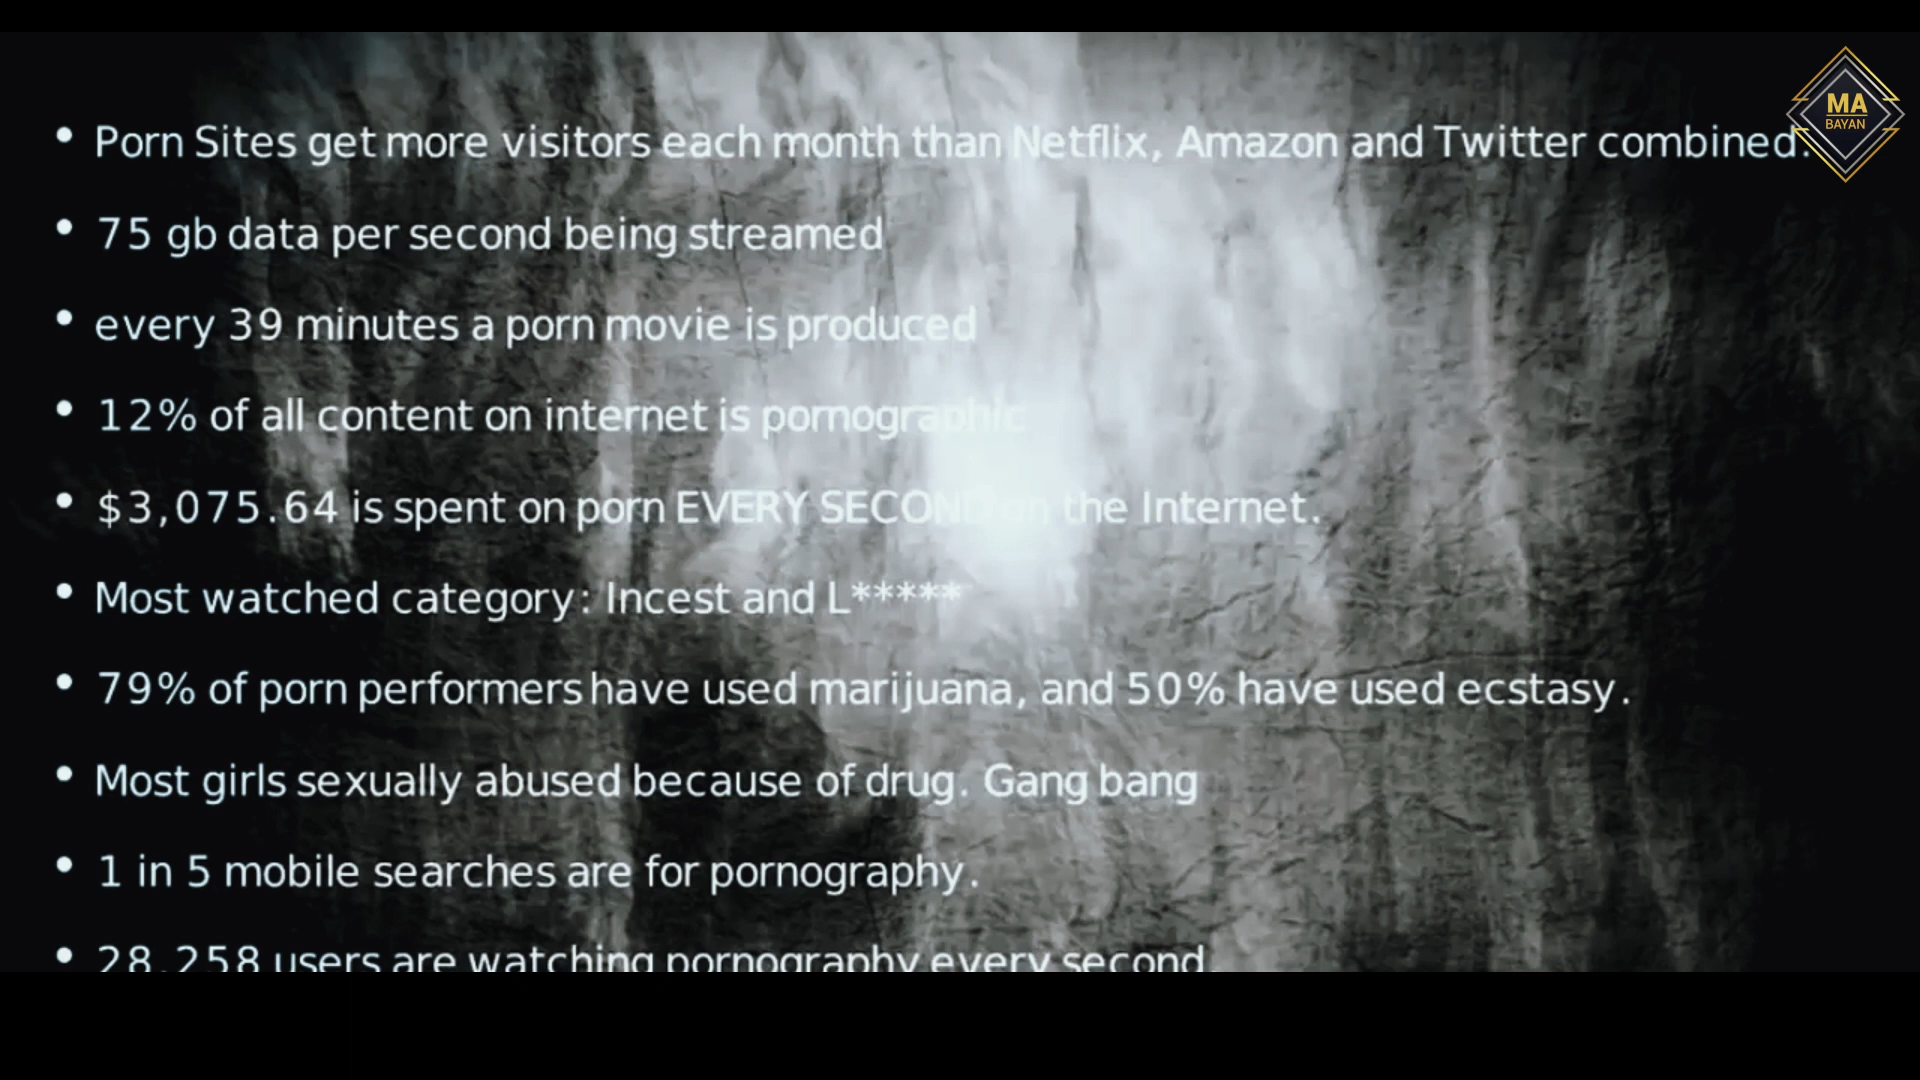 MA
BAYAN
• Porn Sites get more visitors each month than Netflix, Amazon and Twitter combined.
• 75 gb data per second being streamed
• every 39 minutes a porn movie is produced
• 12% of all content on internet is pornographic
• $3,075.64 is spent on porn EVERY SECOND on the Internet.
• Most watched category: Incest and L*****
• 79% of porn performers have used marijuana, and 50% have used ecstasy.
• Most girls sexually abused because of drug. Gang bang
• 1 in 5 mobile searches are for pornography.
• 28,258 users are watching pornography every second.